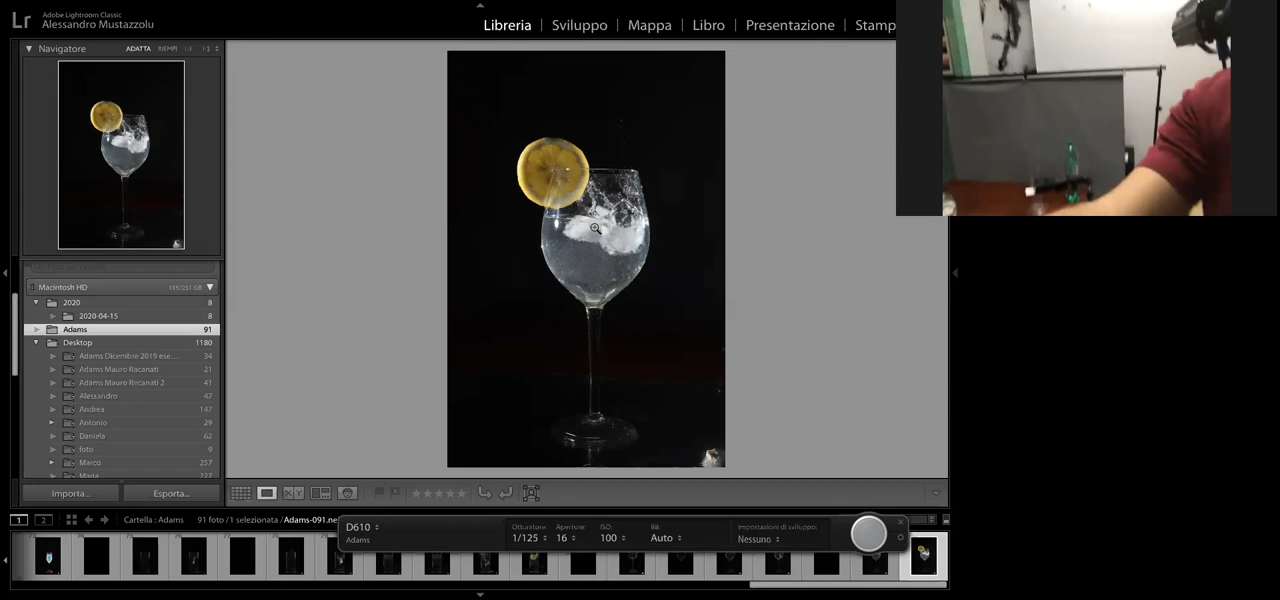 Lr
Adobe Lightroom Classic
Alessandro Mustazzolu
Libreria | Sviluppo | Mappa | Libro | Presentazione | Stamp
Navigatore ADATTA RIEMPI
Macintosh HD
2020 8
2020-04-15 8
Adams 91
Desktop 1180
Adams Dicembre 2019 ese... 34
Adams Mauro Racanati 21
Adams Mauro Recanati 2 41
Alessandro 47
Andrea 147
Antonio 29
Daniela 62
foto 9
Marco 257
Maria 227
Importa... Esporta...
X Y
1 2 Cartella : Adams 91 foto /1 selezionata /Adams-091.ne
D610 Otturatore: Aperture: ISO: BB: Impostazioni di sviluppo:
Adams 1/125 16 100 Auto Nessuno